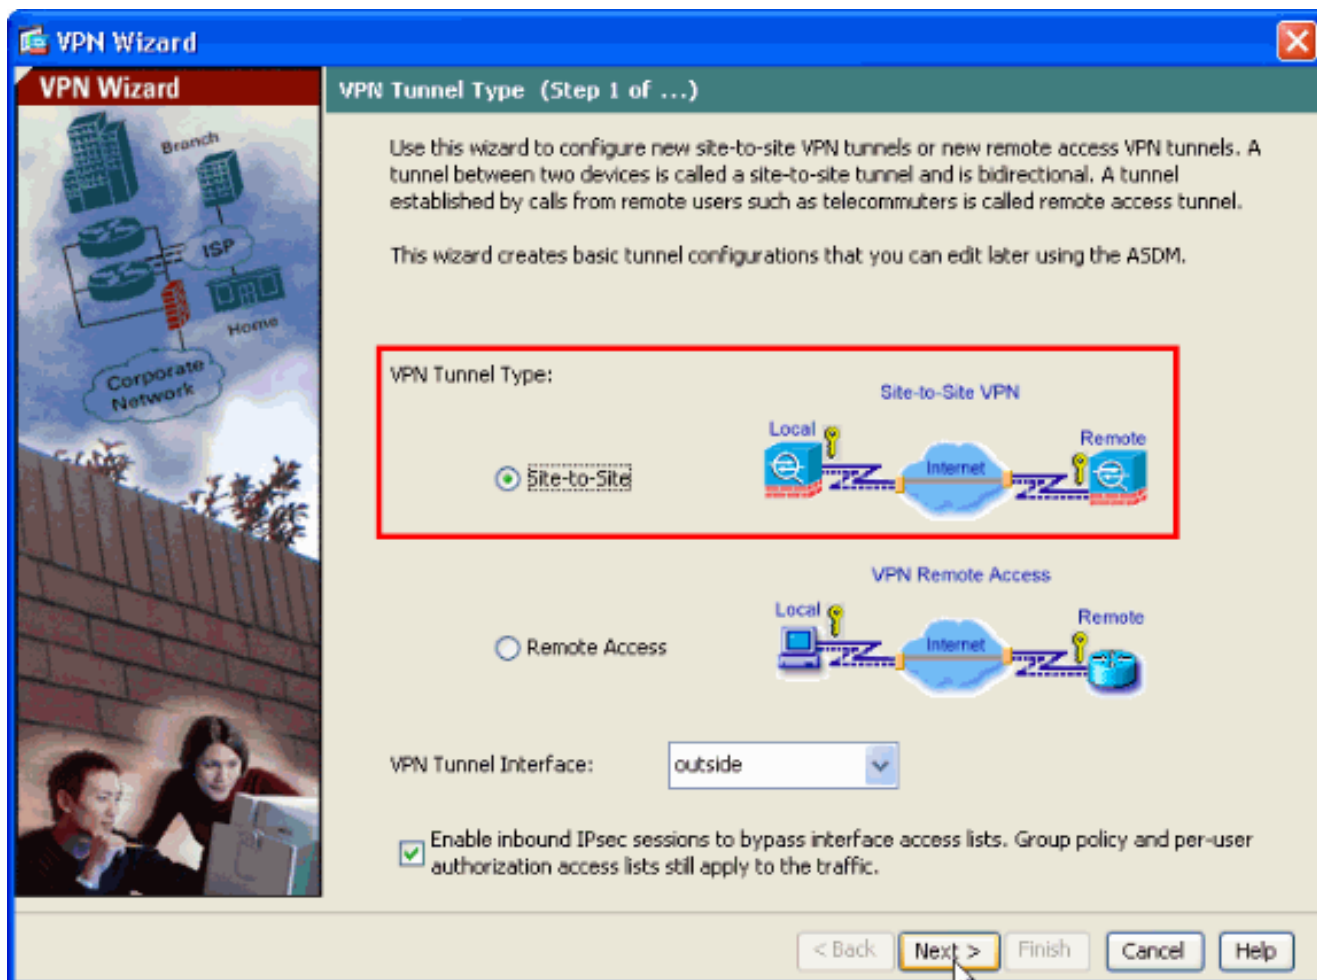 VPN Wizard
VPN Wizard
VPN Tunnel Type (Step 1 of ...)
Branch
ISP
Home
Corporate
Network
Use this wizard to configure new site-to-site VPN tunnels or new remote access VPN tunnels. A
tunnel between two devices is called a site-to-site tunnel and is bidirectional. A tunnel
established by calls from remote users such as telecommuters is called remote access tunnel.
This wizard creates basic tunnel configurations that you can edit later using the ASDM.
VPN Tunnel Type:
Site-to-Site VPN
Local
Remote
Internet
Site-to-Site
VPN Remote Access
Local
Remote
Internet
Remote Access
VPN Tunnel Interface:
outside
Enable inbound IPsec sessions to bypass interface access lists. Group policy and per-user
authorization access lists still apply to the traffic.
< Back
Next >
Finish
Cancel
Help